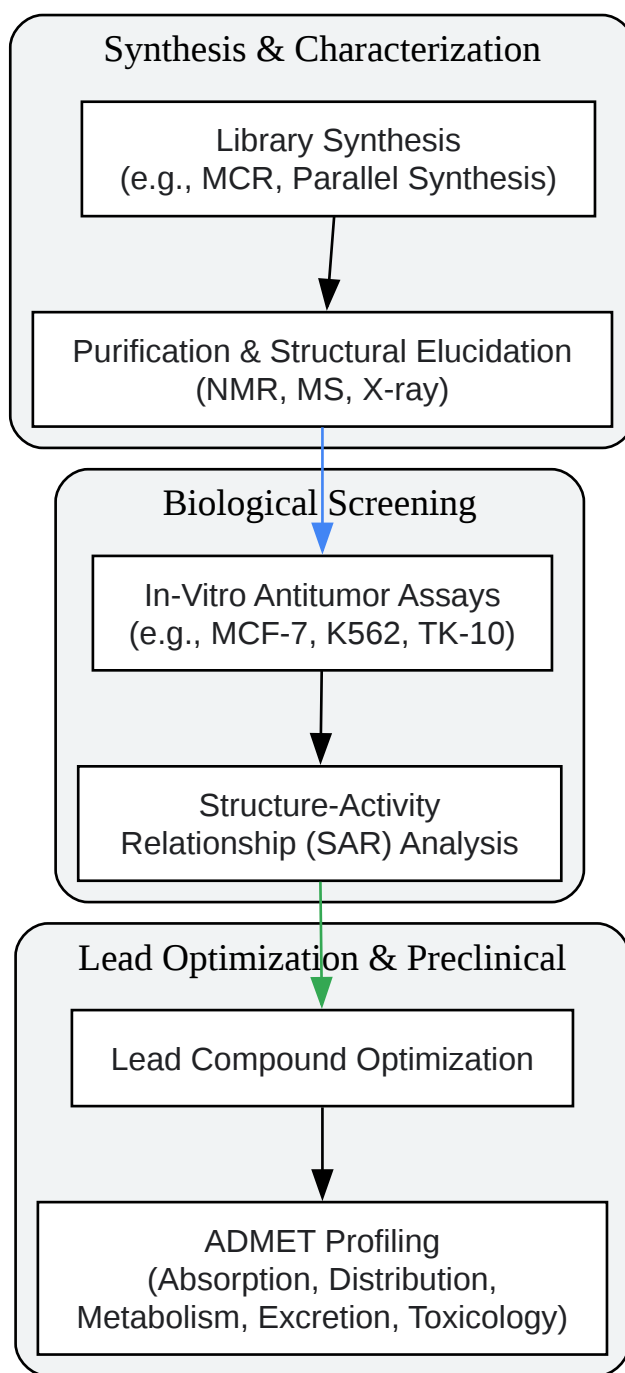 Synthesis & Characterization
Library Synthesis
(e.g., MCR, Parallel Synthesis)
Purification & Structural Elucidation
(NMR, MS, X-ray)
Biological Screening
In-Vitro Antitumor Assays
(e.g., MCF-7, K562, TK-10)
Structure-Activity
Relationship (SAR) Analysis
Lead Optimization & Preclinical
Lead Compound Optimization
ADMET Profiling
(Absorption, Distribution,
Metabolism, Excretion, Toxicology)